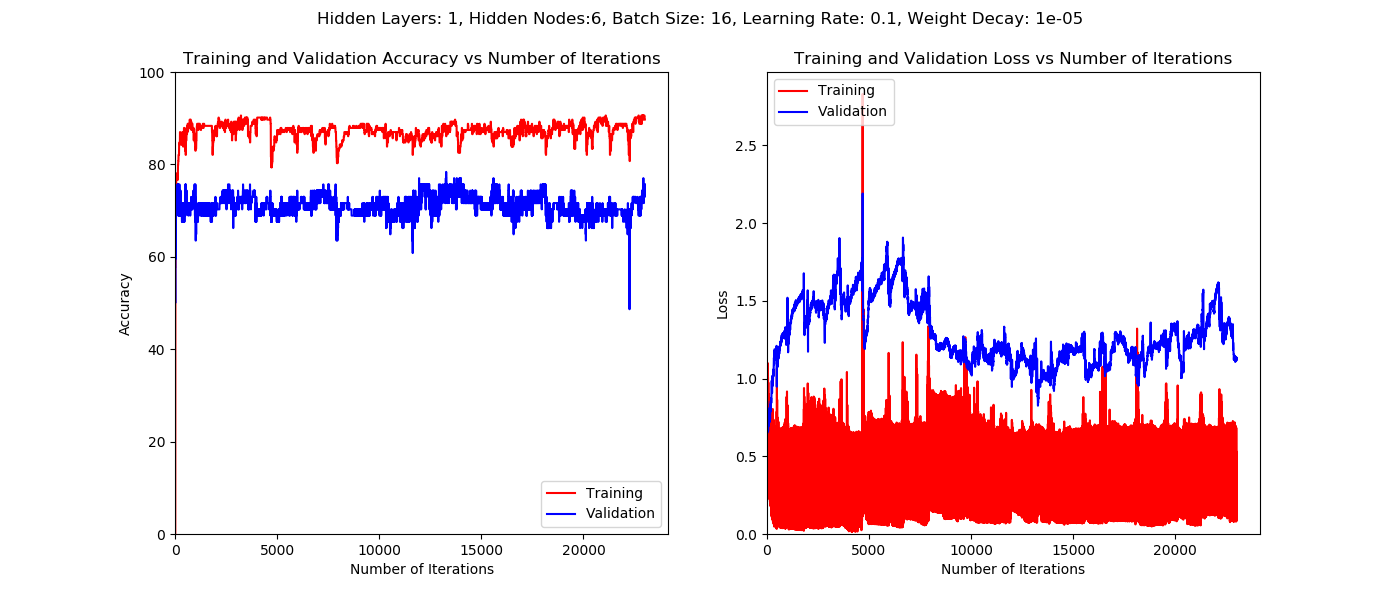 Hidden Layers: 1, Hidden Nodes:6, Batch Size: 16, Learning Rate: 0.1, Weight Decay: 1e-05
Training and Validation Accuracy vs Number of Iterations
100
80
60
40
20
0
Accuracy
0 5000 10000 15000 20000
Number of Iterations
Training
Validation
Training and Validation Loss vs Number of Iterations
Training
Validation
2.5
2.0
1.5
1.0
0.5
0.0
Loss
0 5000 10000 15000 20000
Number of Iterations